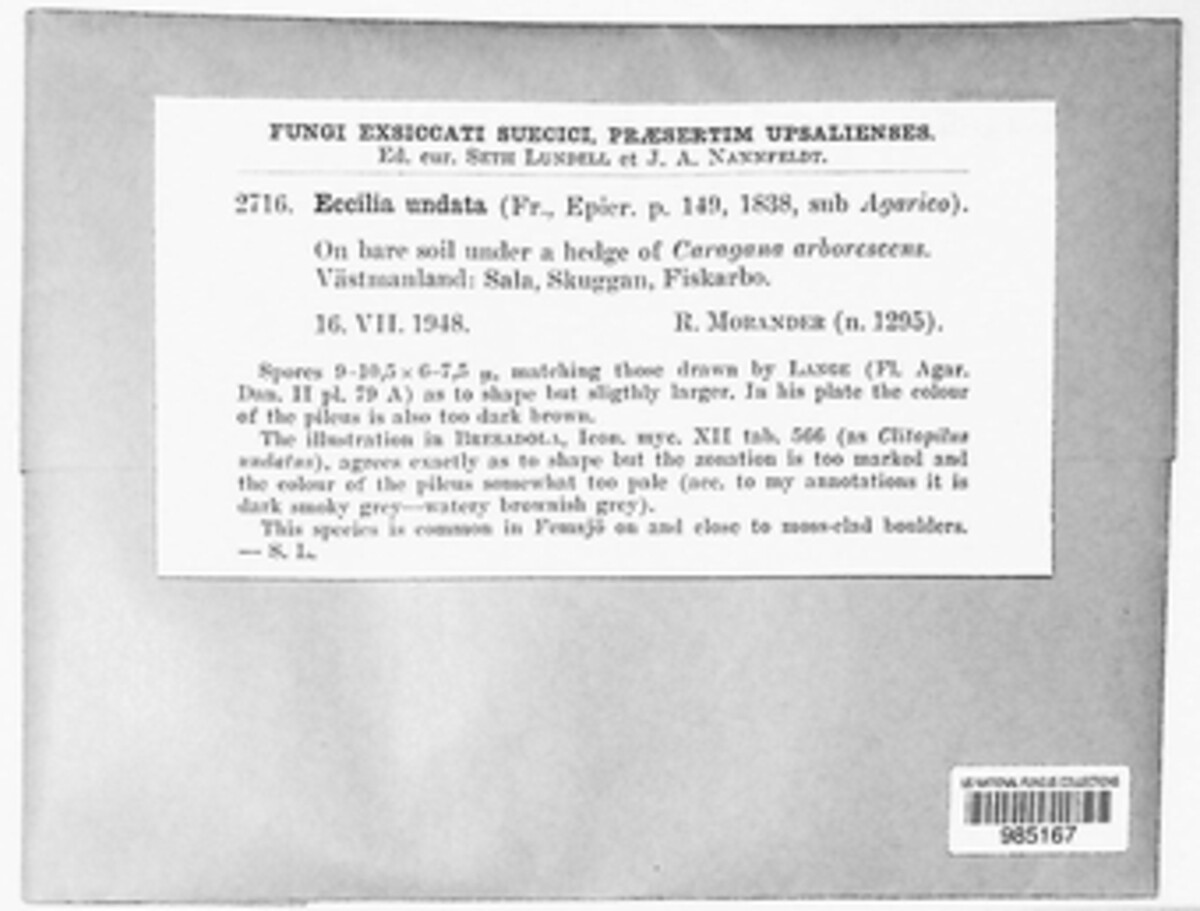 FUNGI EXSICCATI SUECICI, PRÆSERTIM UPSALIENSES.
Ed. cur. SETH LUNDELL et J. A. NANNFELDT.
2716. Eccilia undata (Fr., Epicr. p. 149, 1838, sub Agarico).
On bare soil under a hedge of Caragana arborescens.
Västmanland: Sala, Skuggan, Fiskarbo.
16. VII. 1948. R. MORANDER (n. 1295).
Spores 9–10,5 × 6–7,5 μ, matching those drawn by LANGE (Fl. Agar.
Dan. II pl. 79 A) as to shape but sligthly larger. In his plate the colour
of the pileus is also too dark brown.
The illustration in BRESADOLA, Icon. myc. XII tab. 566 (as Clitopilus
undatus), agrees exactly as to shape but the zonation is too marked and
the colour of the pileus somewhat too pale (acc. to my annotations it is
dark smoky grey—watery brownish grey).
This species is common in Femsjö on and close to moss-clad boulders.
— S. L.
US NATIONAL FUNGUS COLLECTIONS
985167